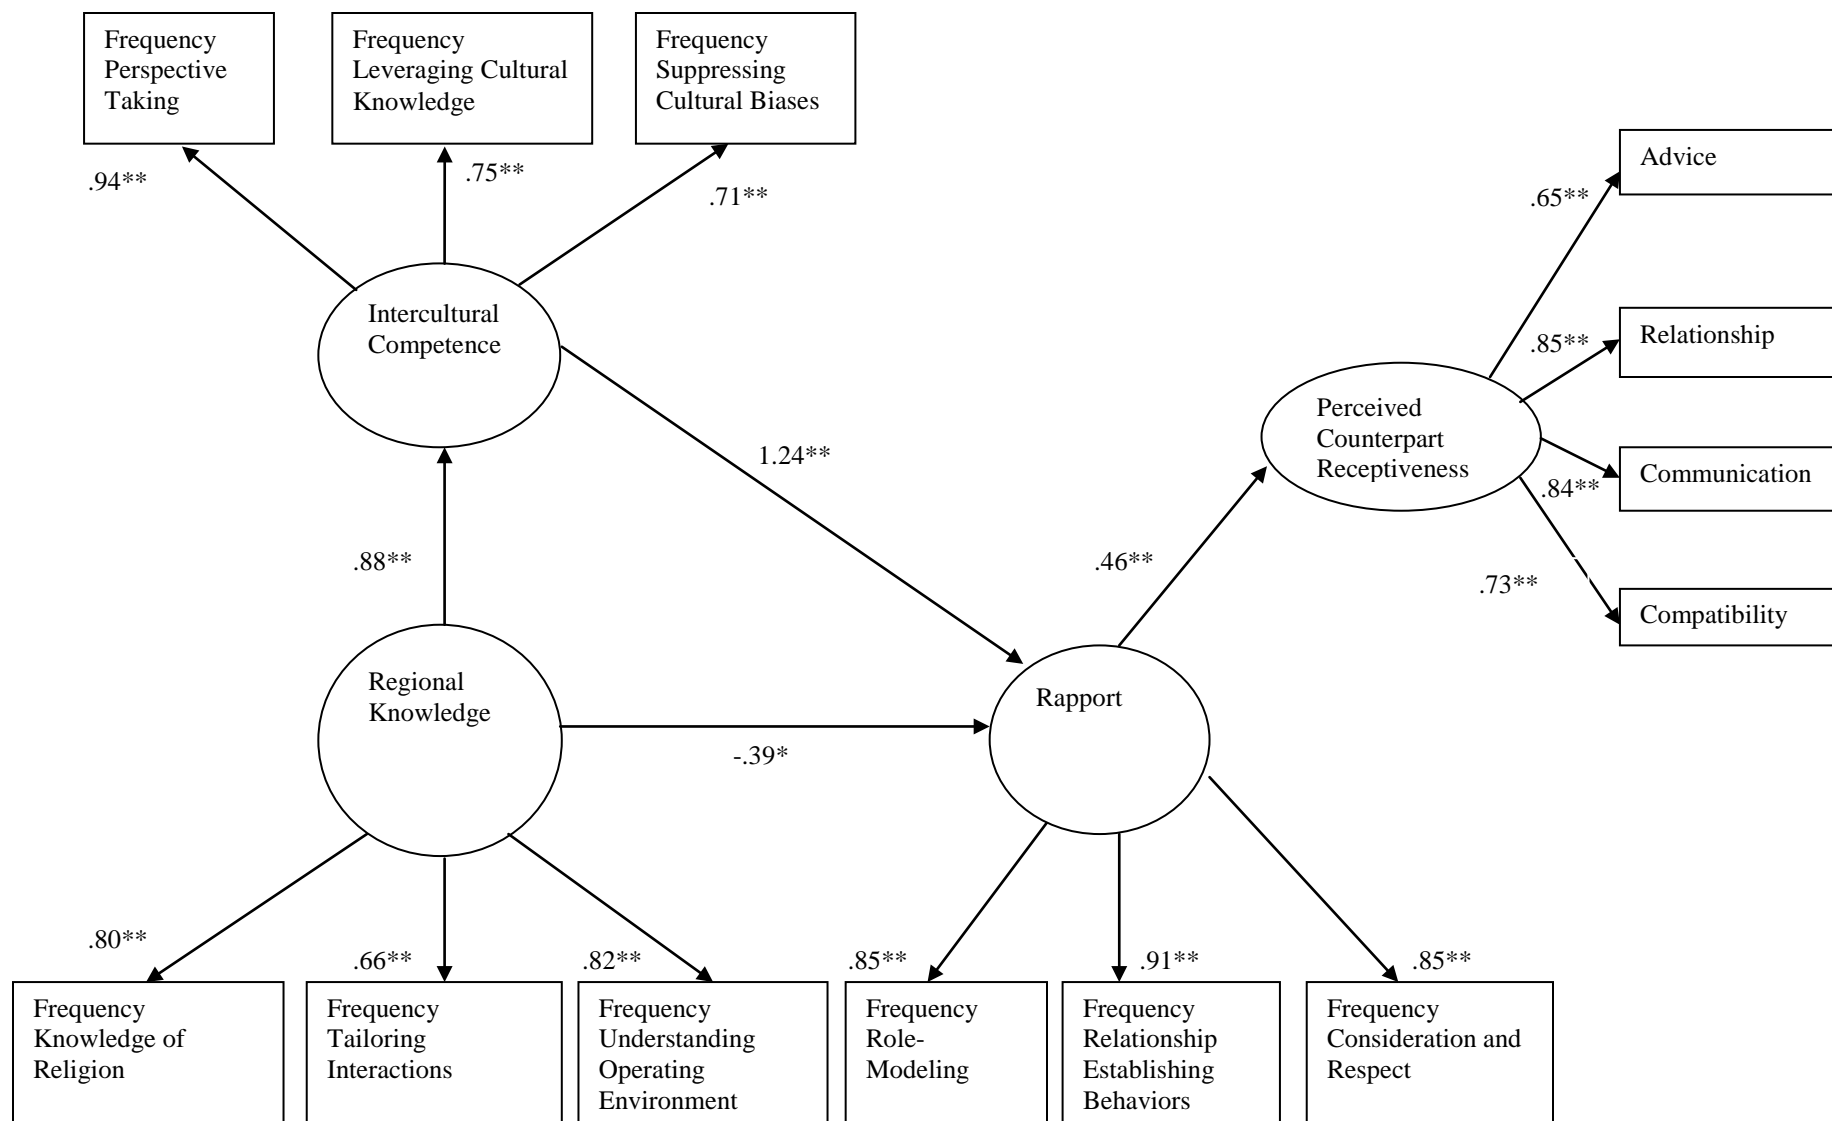 Frequency
Perspective
Taking
Frequency
Leveraging Cultural
Knowledge
Frequency
Suppressing
Cultural Biases
.94**
.75**
.71**
Advice
.65**
Relationship
.85**
Intercultural
Competence
Perceived
Counterpart
Receptiveness
Communication
.84**
1.24**
.88**
.46**
.73**
Compatibility
Regional
Knowledge
Rapport
-.39*
.80**
.66**
.82**
.85**
.91**
.85**
Frequency
Knowledge of
Religion
Frequency
Tailoring
Interactions
Frequency
Understanding
Operating
Environment
Frequency
Role-
Modeling
Frequency
Relationship
Establishing
Behaviors
Frequency
Consideration and
Respect